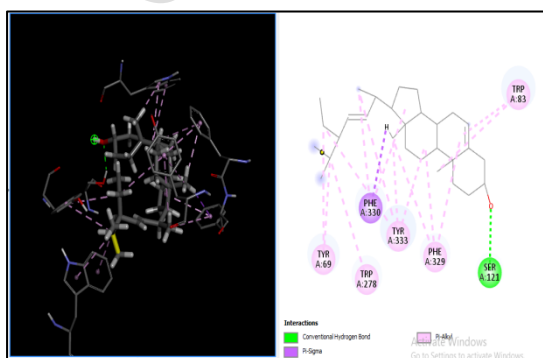 TRP
A:83
H
PHE
A:330
TYR
A:333
PHE
A:329
TYR
A:69
TRP
A:278
SER
A:121
Interactions
Conventional Hydrogen Bond
Pi-Sigma
Pi-Alkyl
Activate Windows
Go to Settings to activate Windows